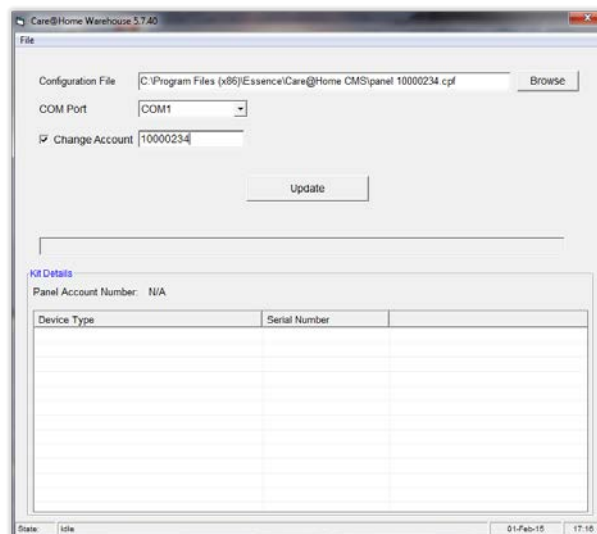 Care@Home Warehouse 5.7.40
File
Configuration File C:\Program Files (x86)\Essence\Care@Home CMS\panel 10000234.cpf Browse
COM Port COM1
Change Account 10000234
Update
Kit Details
Panel Account Number: N/A
Device Type Serial Number
State: Idle 01-Feb-15 17:16